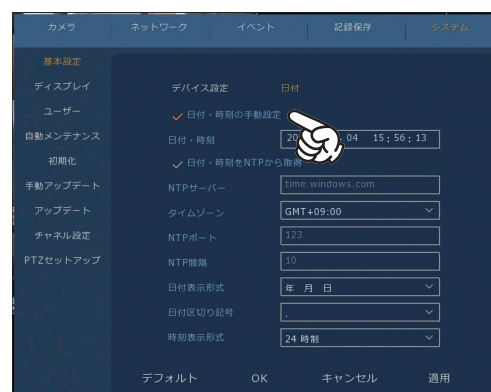 カメラ ネットワーク イベント 記録保存 システム
基本設定
ディスプレイ
ユーザー
自動メンテナンス
初期化
手動アップデート
アップデート
チャネル設定
PTZセットアップ
デバイス設定 日付
日付・時刻の手動設定
日付・時刻 20 04 15:56:13
日付・時刻をNTPから取得
NTPサーバー time.windows.com
タイムゾーン GMT+09:00
NTPポート 123
NTP間隔 10
日付表示形式 年 月 日
日付区切り記号 .
時刻表示形式 24 時制
デフォルト OK キャンセル 適用